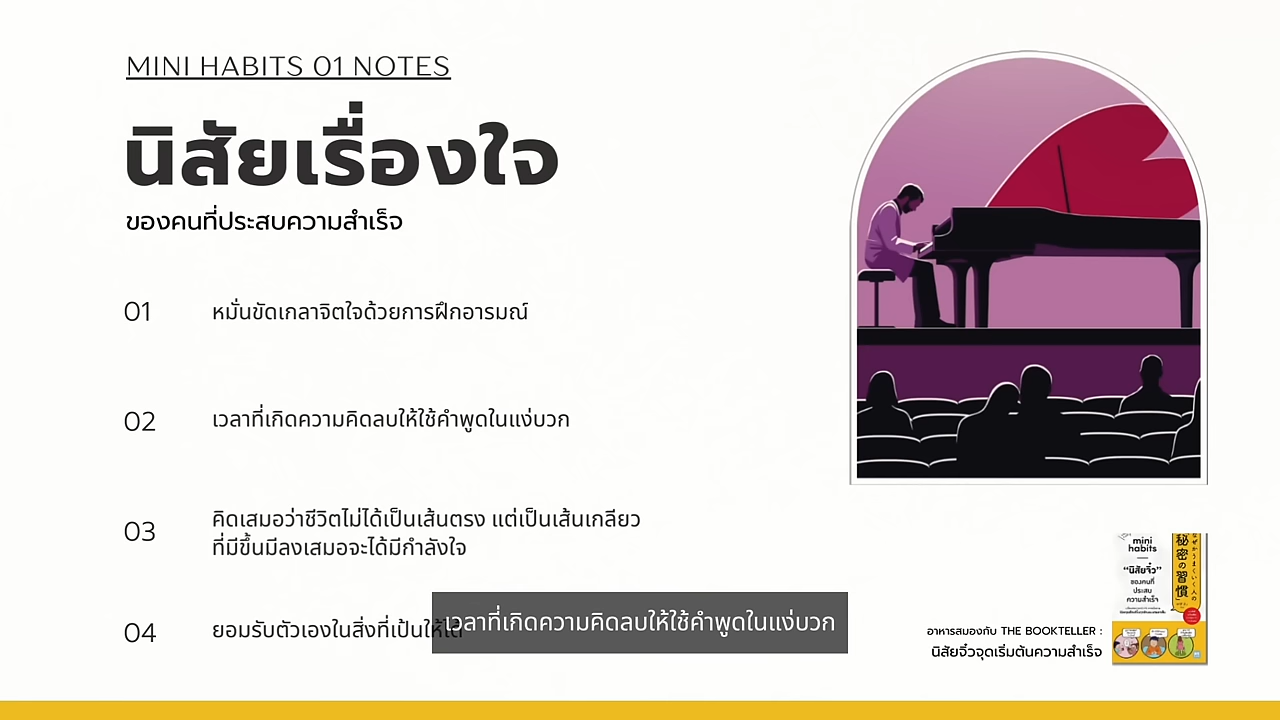 MINI HABITS 01 NOTES
นิสัยเรื่องใจ
ของคนที่ประสบความสำเร็จ
01 หมั่นขัดเกลาจิตใจด้วยการฝึกอารมณ์
02 เวลาที่เกิดความคิดลบให้ใช้คำพูดในแง่บวก
03 คิดเสมอว่าชีวิตไม่ได้เป็นเส้นตรง แต่เป็นเส้นเกลียว
ที่มีขึ้นมีลงเสมอจะได้มีกำลังใจ
04 ยอมรับตัวเองในสิ่งที่เป้นให้ได้
เวลาที่เกิดความคิดลบให้ใช้คำพูดในแง่บวก
mini
habits
"นิสัยจิ๋ว"
ของคนที่
ประสบ
ความสำเร็จ
なぜかうまくいく人の
秘密の習慣
อาหารสมองกับ THE BOOKTELLER :
นิสัยจิ๋วจุดเริ่มต้นความสำเร็จ